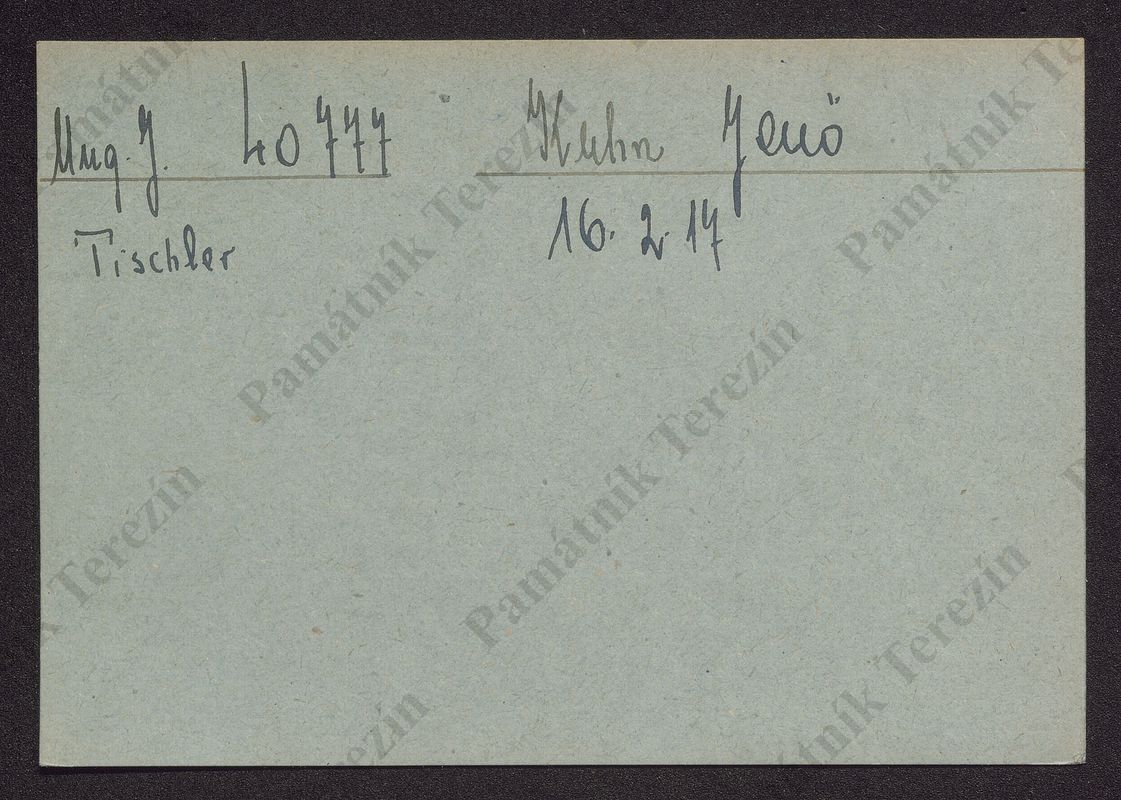 Ung. J. 40777 Kuhn Jenö
Tischler 16. 2. 17
Památník Terezín